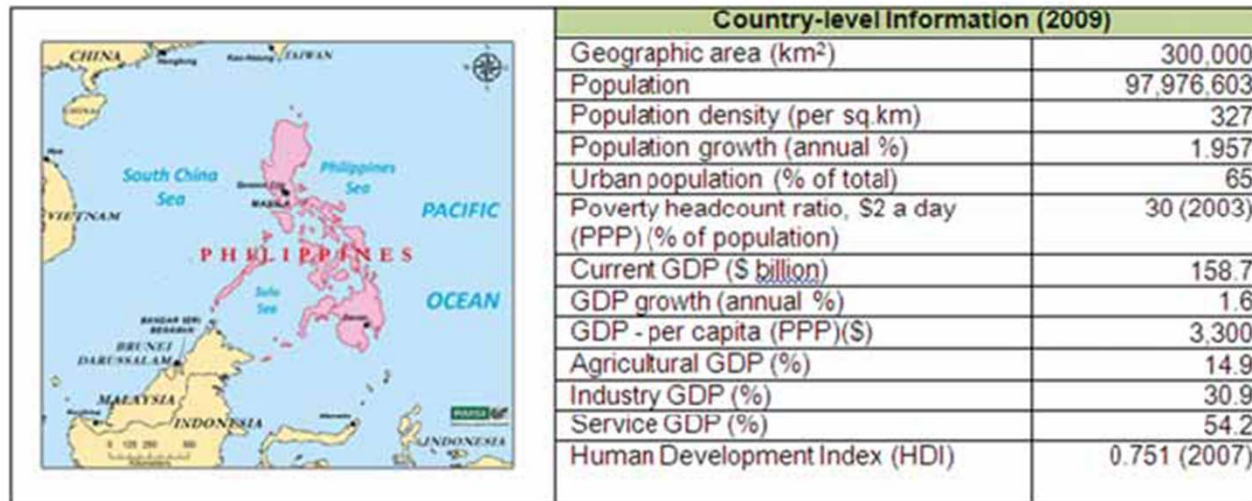 CHINA
TAIWAN
South China
Sea
Philippines
Sea
MANILA
VIETNAM
PACIFIC
PHILIPPINES
Sulu
Sea
OCEAN
BANDAR SERI
BEGAWAN
BRUNEI
DARUSSALAM
MALAYSIA
INDONESIA
INDONESIA
Country-level Information (2009)
Geographic area (km²) 300,000
Population 97,976,603
Population density (per sq.km) 327
Population growth (annual %) 1.957
Urban population (% of total) 65
Poverty headcount ratio, $2 a day 30 (2003)
(PPP) (% of population)
Current GDP ($ billion) 158.7
GDP growth (annual %) 1.6
GDP - per capita (PPP)($) 3,300
Agricultural GDP (%) 14.9
Industry GDP (%) 30.9
Service GDP (%) 54.2
Human Development Index (HDI) 0.751 (2007)